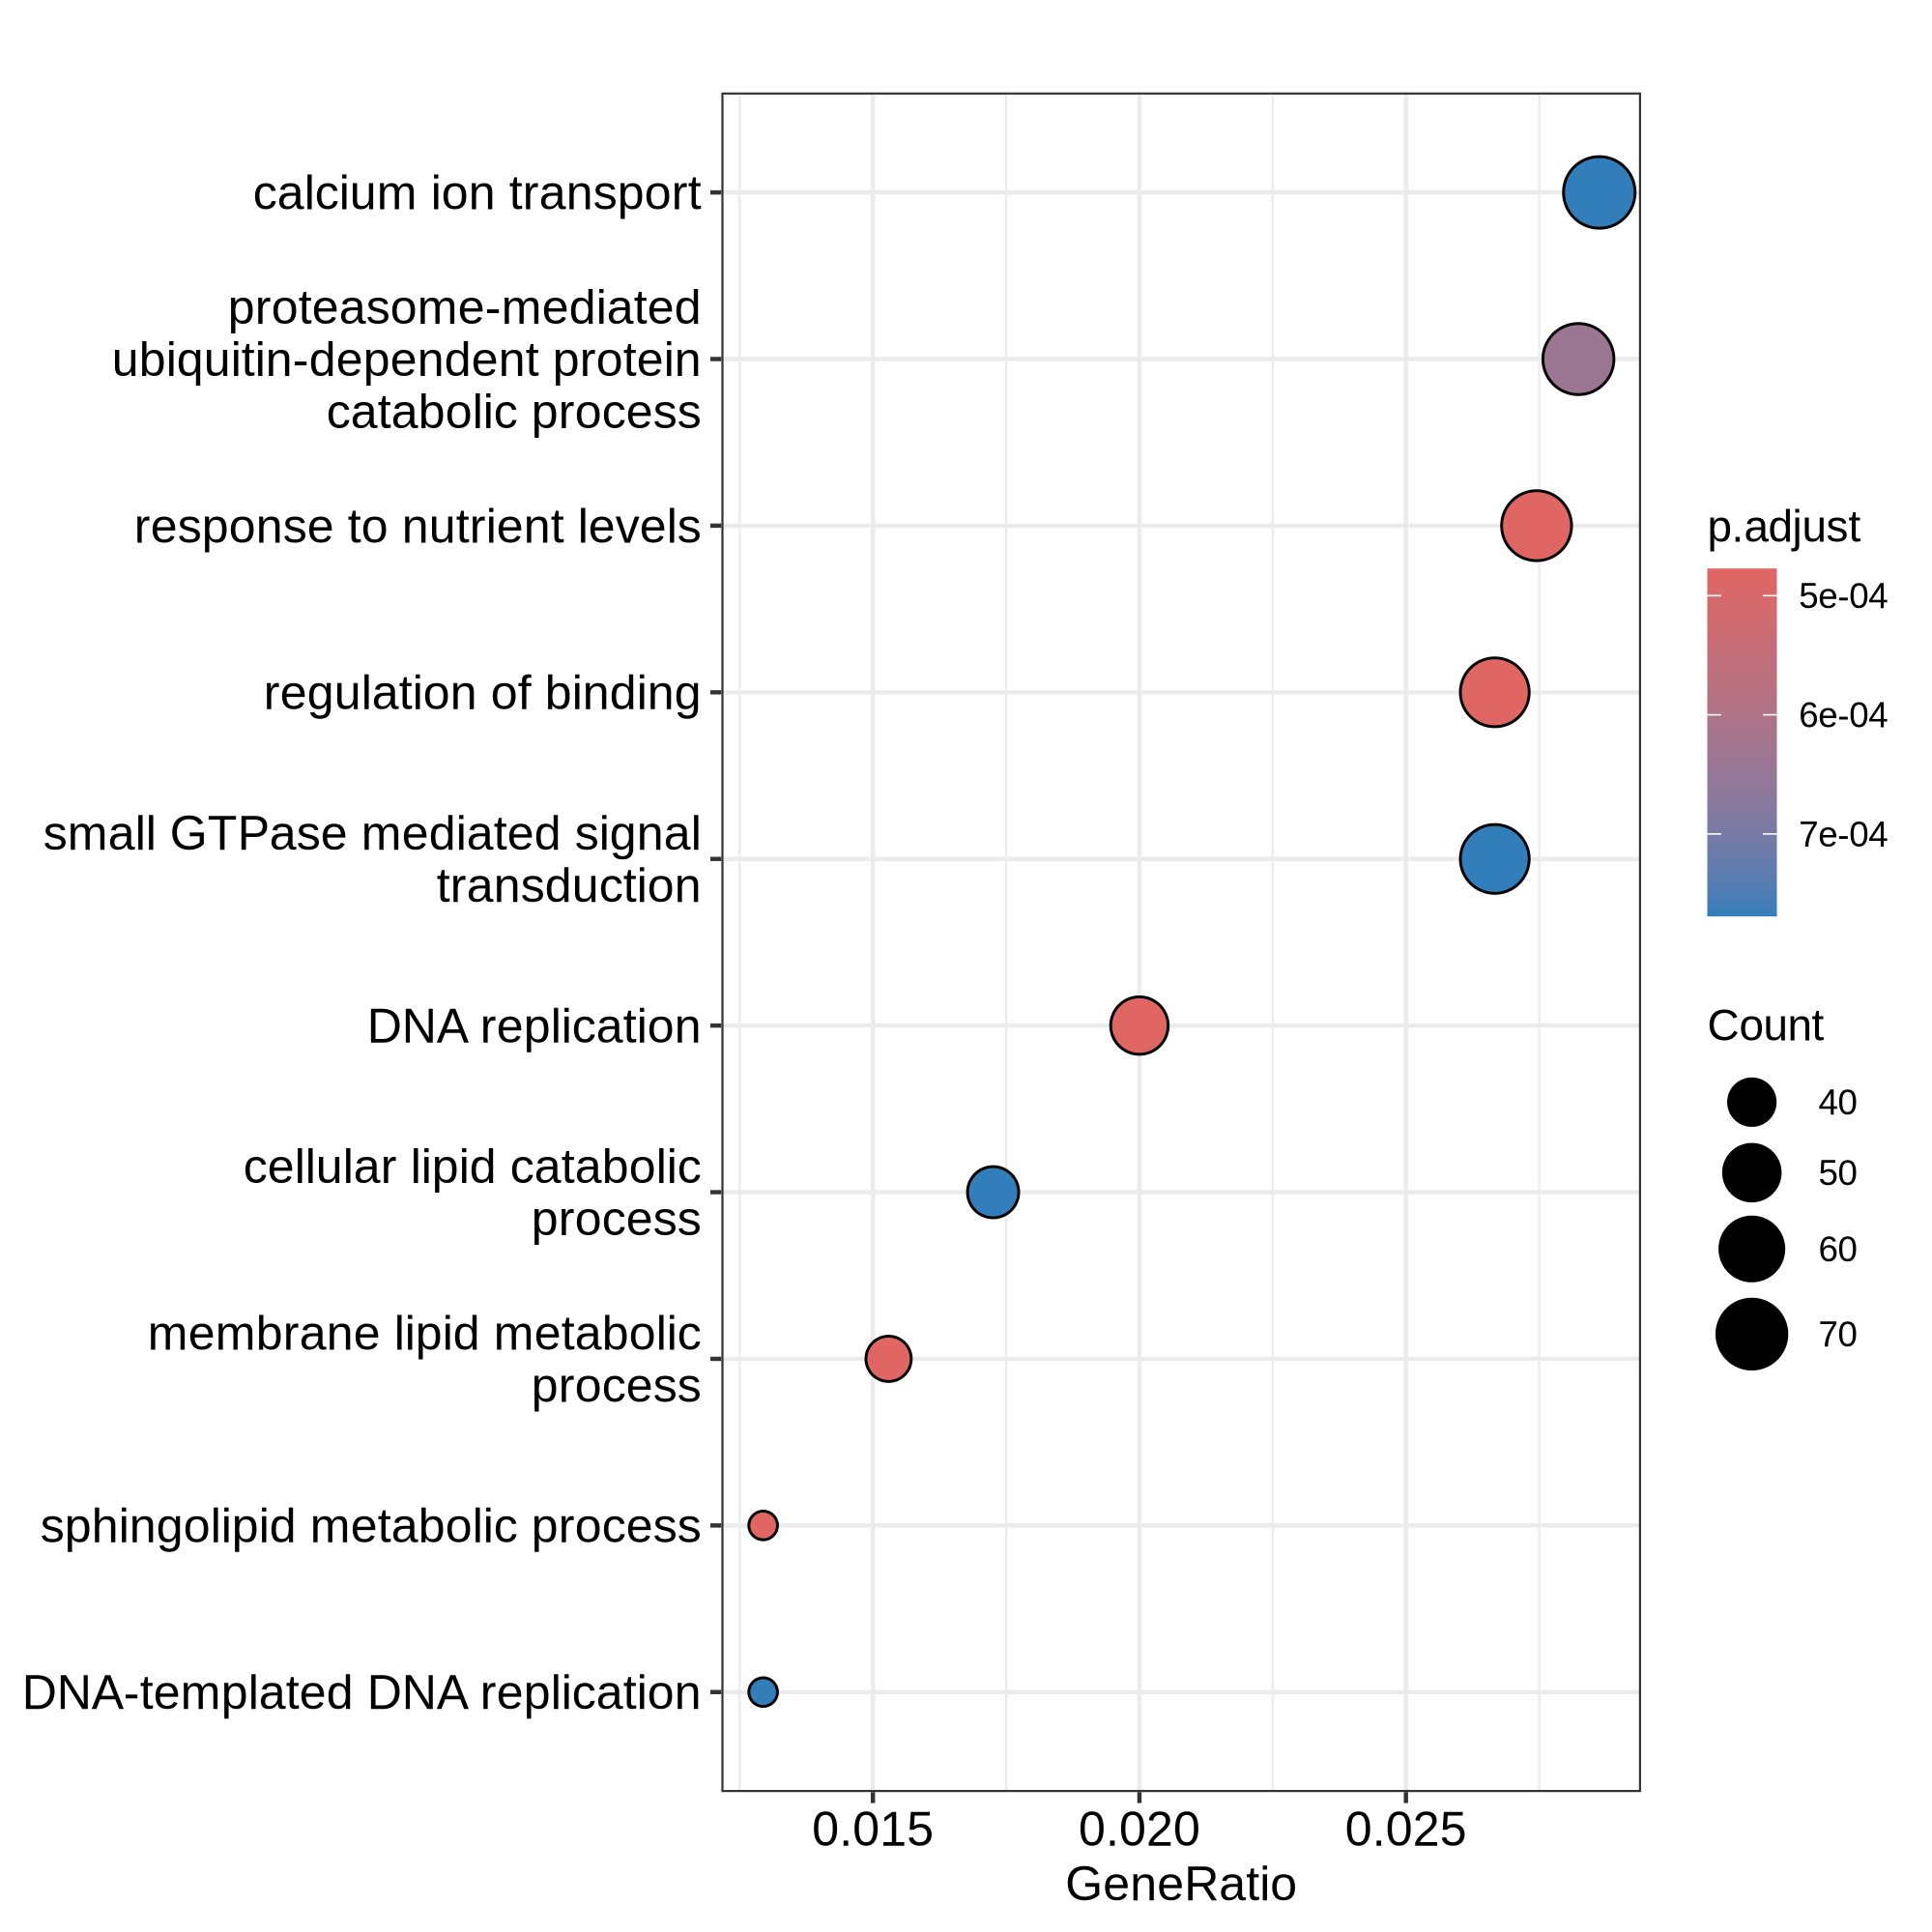 calcium ion transport
proteasome-mediated
ubiquitin-dependent protein
catabolic process
response to nutrient levels
regulation of binding
small GTPase mediated signal
transduction
DNA replication
cellular lipid catabolic
process
membrane lipid metabolic
process
sphingolipid metabolic process
DNA-templated DNA replication
0.015 0.020 0.025
GeneRatio
p.adjust
5e-04
6e-04
7e-04
Count
40
50
60
70